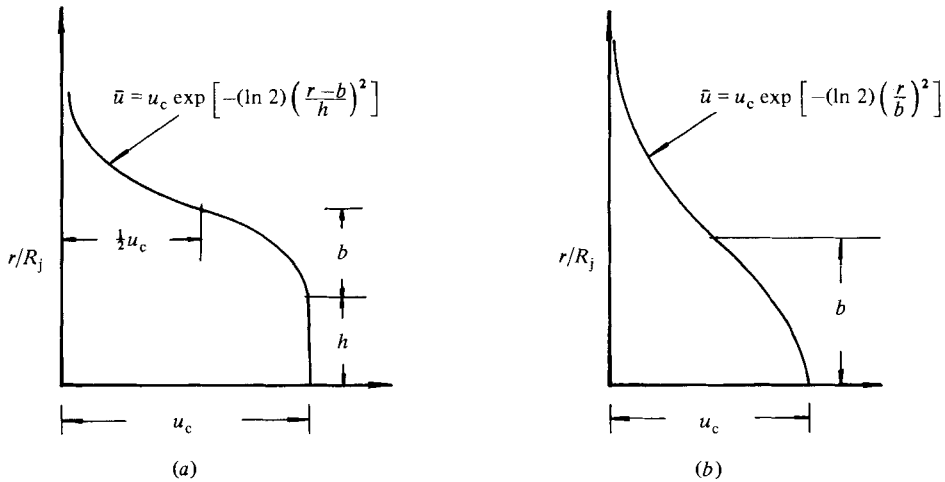 ū = u_c exp [−(ln 2) ((r−b)/h)²]
½u_c
b
h
r/R_j
u_c
(a)
ū = u_c exp [−(ln 2) (r/b)²]
r/R_j
b
u_c
(b)